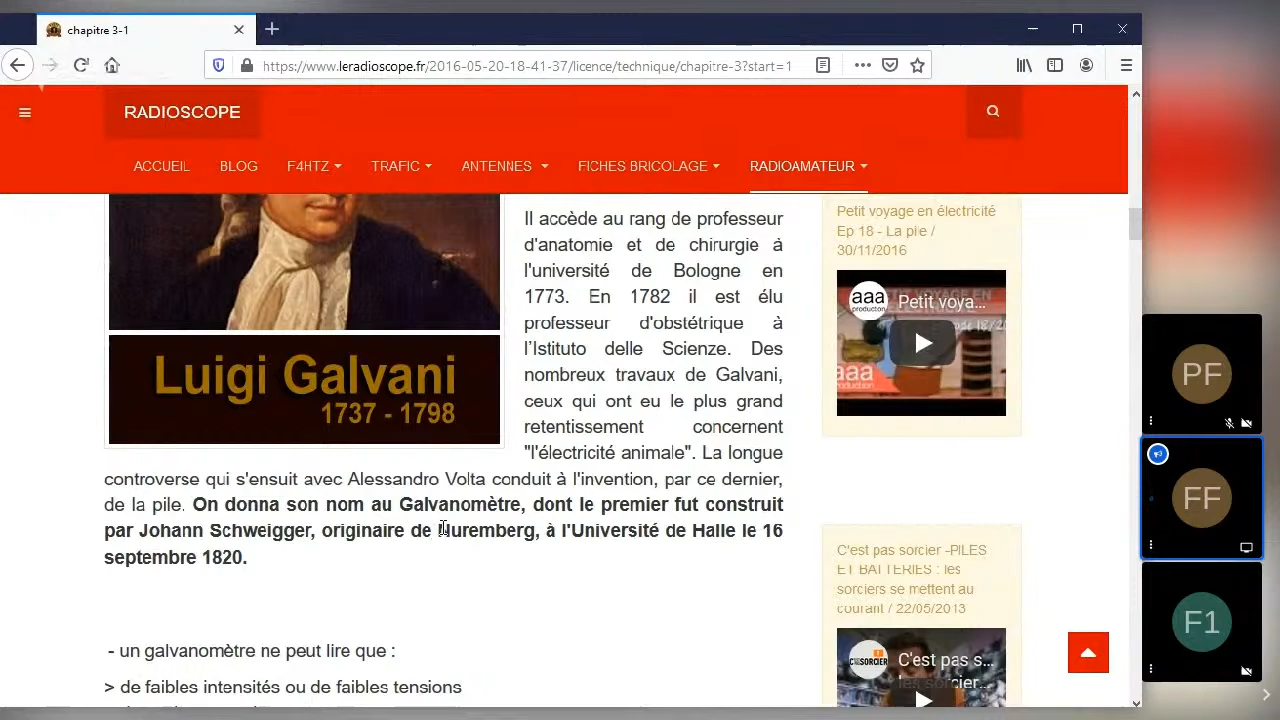 chapitre 3-1
https://www.leradioscope.fr/2016-05-20-18-41-37/licence/technique/chapitre-3?start=1
RADIOSCOPE
ACCUEIL
BLOG
F4HTZ
TRAFIC
ANTENNES
FICHES BRICOLAGE
RADIOAMATEUR
Luigi Galvani
1737 - 1798
Il accède au rang de professeur
d'anatomie et de chirurgie à
l'université de Bologne en
1773. En 1782 il est élu
professeur d'obstétrique à
l'Istituto delle Scienze. Des
nombreux travaux de Galvani,
ceux qui ont eu le plus grand
retentissement concernent
"l'électricité animale". La longue
controverse qui s'ensuit avec Alessandro Volta conduit à l'invention, par ce dernier,
de la pile. On donna son nom au Galvanomètre, dont le premier fut construit
par Johann Schweigger, originaire de Nuremberg, à l'Université de Halle le 16
septembre 1820.
- un galvanomètre ne peut lire que :
> de faibles intensités ou de faibles tensions
Petit voyage en électricité
Ep 18 - La pile /
30/11/2016
aaa
production
Petit voya...
aaa
C'est pas sorcier -PILES
ET BATTERIES : les
sorciers se mettent au
courant / 22/05/2013
C'EST PAS SORCIER
C'est pas s...
les sorcier...
PF
FF
F1